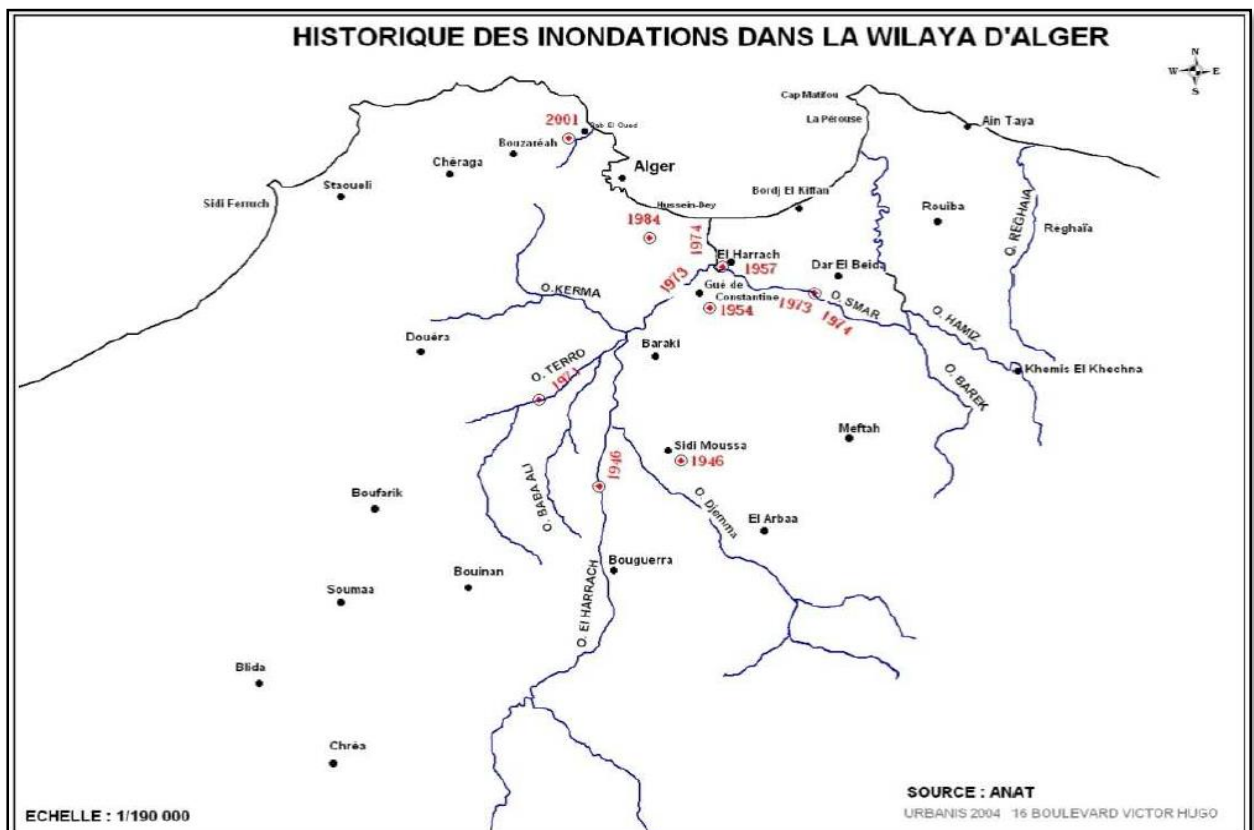 HISTORIQUE DES INONDATIONS DANS LA WILAYA D'ALGER
N
W E
S
Cap Matifou
La Pérouse
Ain Taya
2001
Bab El Oued
Bouzaréah
Chéraga
Alger
Staoueli
Sidi Ferruch
Bordj El Kiffan
Hussein-Dey
Rouiba
O. REGHAIA
Réghaïa
1984
1974
El Harrach
1957
Dar El Beida
1973
O.KERMA
Gué de
Constantine
1954
1973
1974
O. SMAR
O. HAMIZ
Douéra
Baraki
O. TERRO
1971
Khemis El Khechna
O. BAREK
Meftah
Sidi Moussa
1946
1946
Boufarik
O. BABA ALI
O. Djemma
El Arbaa
Bouguerra
Bouinan
Soumaa
O. El HARRACH
Blida
Chréa
ECHELLE : 1/190 000
SOURCE : ANAT
URBANIS 2004 16 BOULEVARD VICTOR HUGO